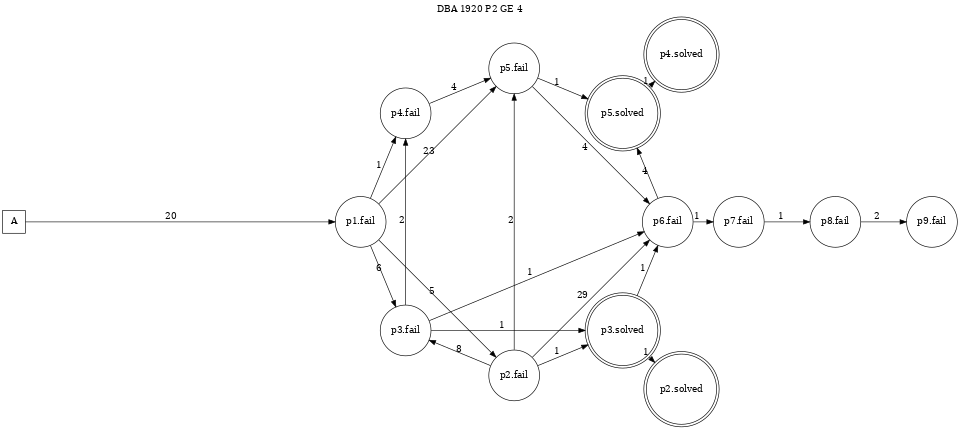 DBA 1920 P2 GE 4
p4.solved
p5.fail
1
4
1
p4.fail
p5.solved
23
4
1
4
20
2
2
A
p1.fail
p6.fail
1
p7.fail
1
p8.fail
2
p9.fail
6
1
1
5
29
1
p3.fail
p3.solved
8
1
1
p2.fail
p2.solved